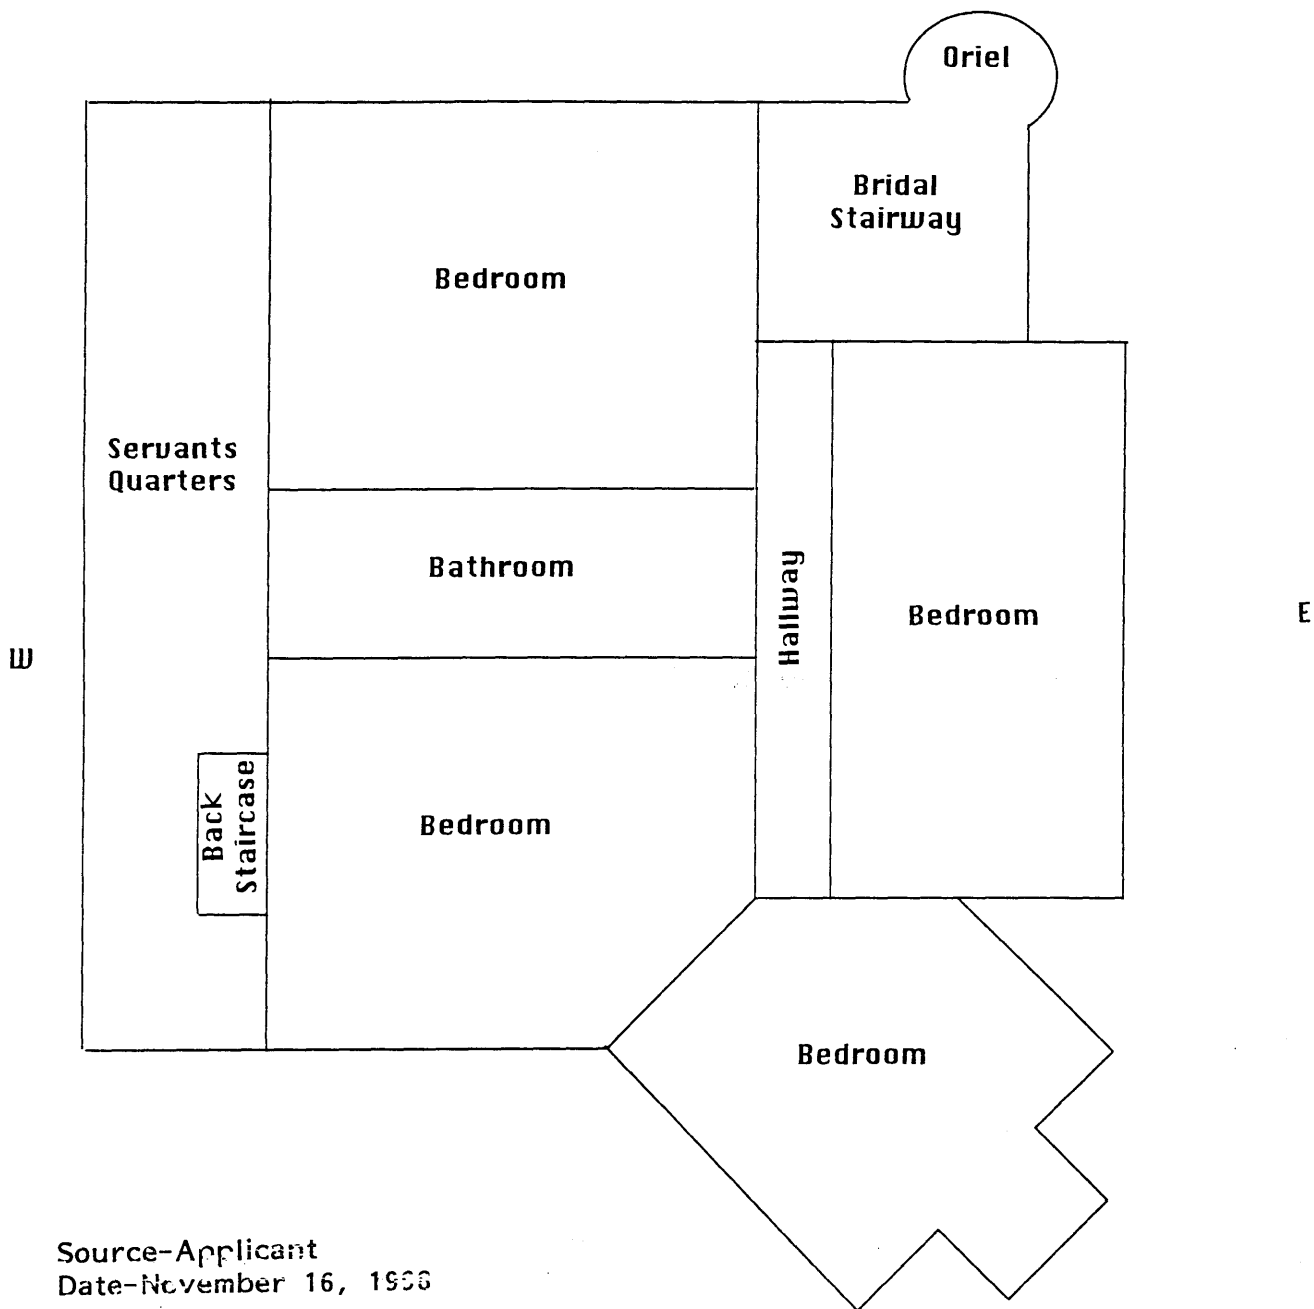 Oriel
Bridal
Stairway
Bedroom
Servants
Quarters
Bathroom
Hallway
Bedroom
W
E
Back
Staircase
Bedroom
Bedroom
Source-Applicant
Date-November 16,